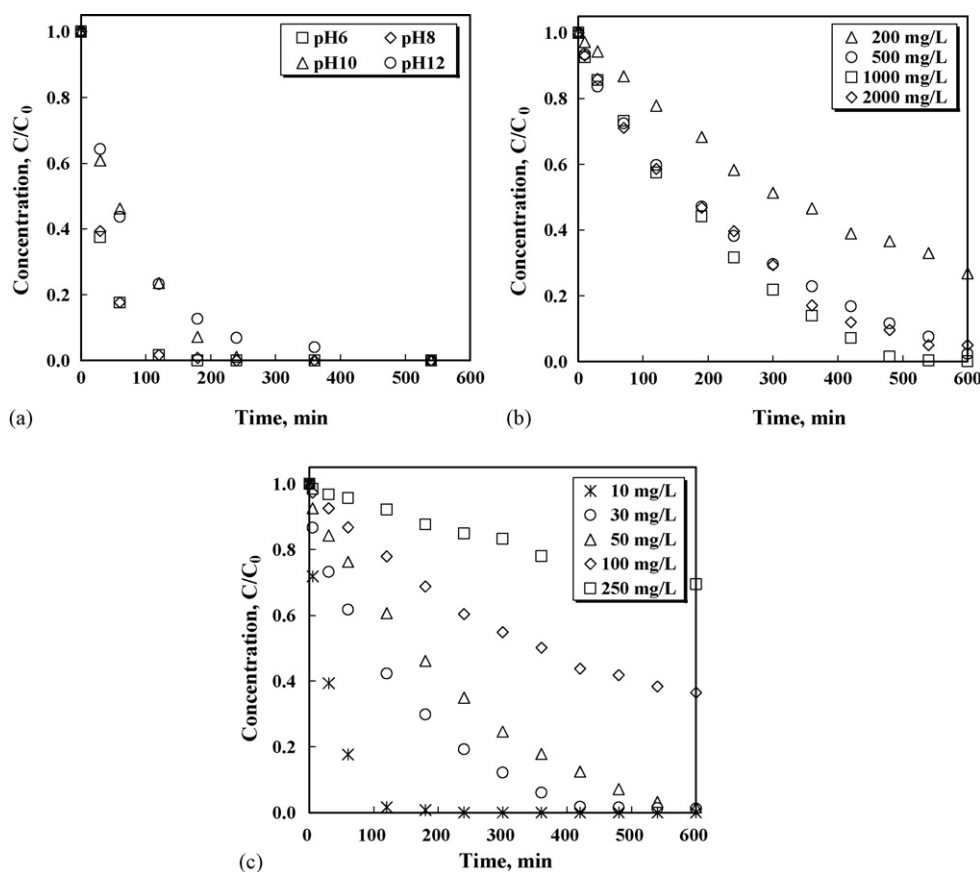 1.0
0.8
0.6
0.4
0.2
0.0
Concentration, C/C0
pH6 pH8
pH10 pH12
0 100 200 300 400 500 600
Time, min
(a)
1.0
0.8
0.6
0.4
0.2
0.0
Concentration, C/C0
200 mg/L
500 mg/L
1000 mg/L
2000 mg/L
0 100 200 300 400 500 600
Time, min
(b)
1.0
0.8
0.6
0.4
0.2
0.0
Concentration, C/C0
10 mg/L
30 mg/L
50 mg/L
100 mg/L
250 mg/L
0 100 200 300 400 500 600
Time, min
(c)